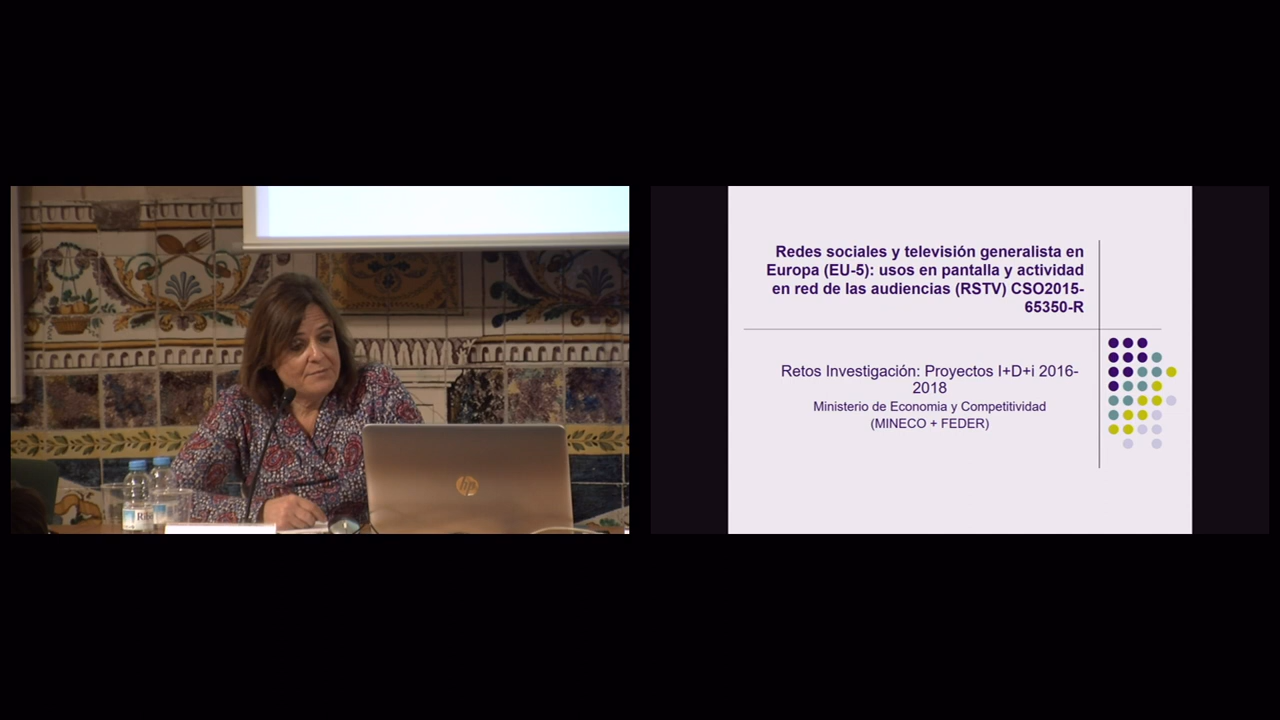 Redes sociales y televisión generalista en
Europa (EU-5): usos en pantalla y actividad
en red de las audiencias (RSTV) CSO2015-
65350-R
Retos Investigación: Proyectos I+D+i 2016-
2018
Ministerio de Economia y Competitividad
(MINECO + FEDER)
hp